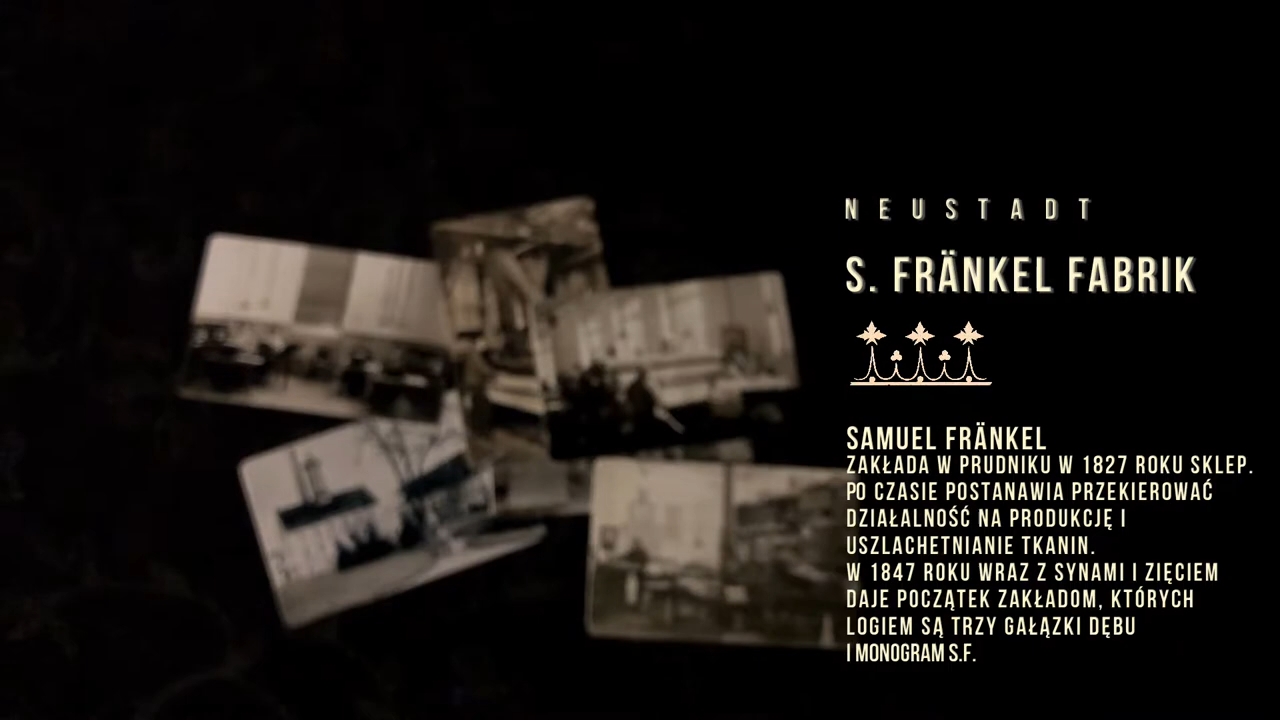 NEUSTADT
S. FRÄNKEL FABRIK
SAMUEL FRÄNKEL
ZAKŁADA W PRUDNIKU W 1827 ROKU SKLEP.
PO CZASIE POSTANAWIA PRZEKIEROWAĆ
DZIAŁALNOŚĆ NA PRODUKCJĘ I
USZLACHETNIANIE TKANIN.
W 1847 ROKU WRAZ Z SYNAMI I ZIĘCIEM
DAJE POCZĄTEK ZAKŁADOM, KTÓRYCH
LOGIEM SĄ TRZY GAŁĄZKI DĘBU
I MONOGRAM S.F.